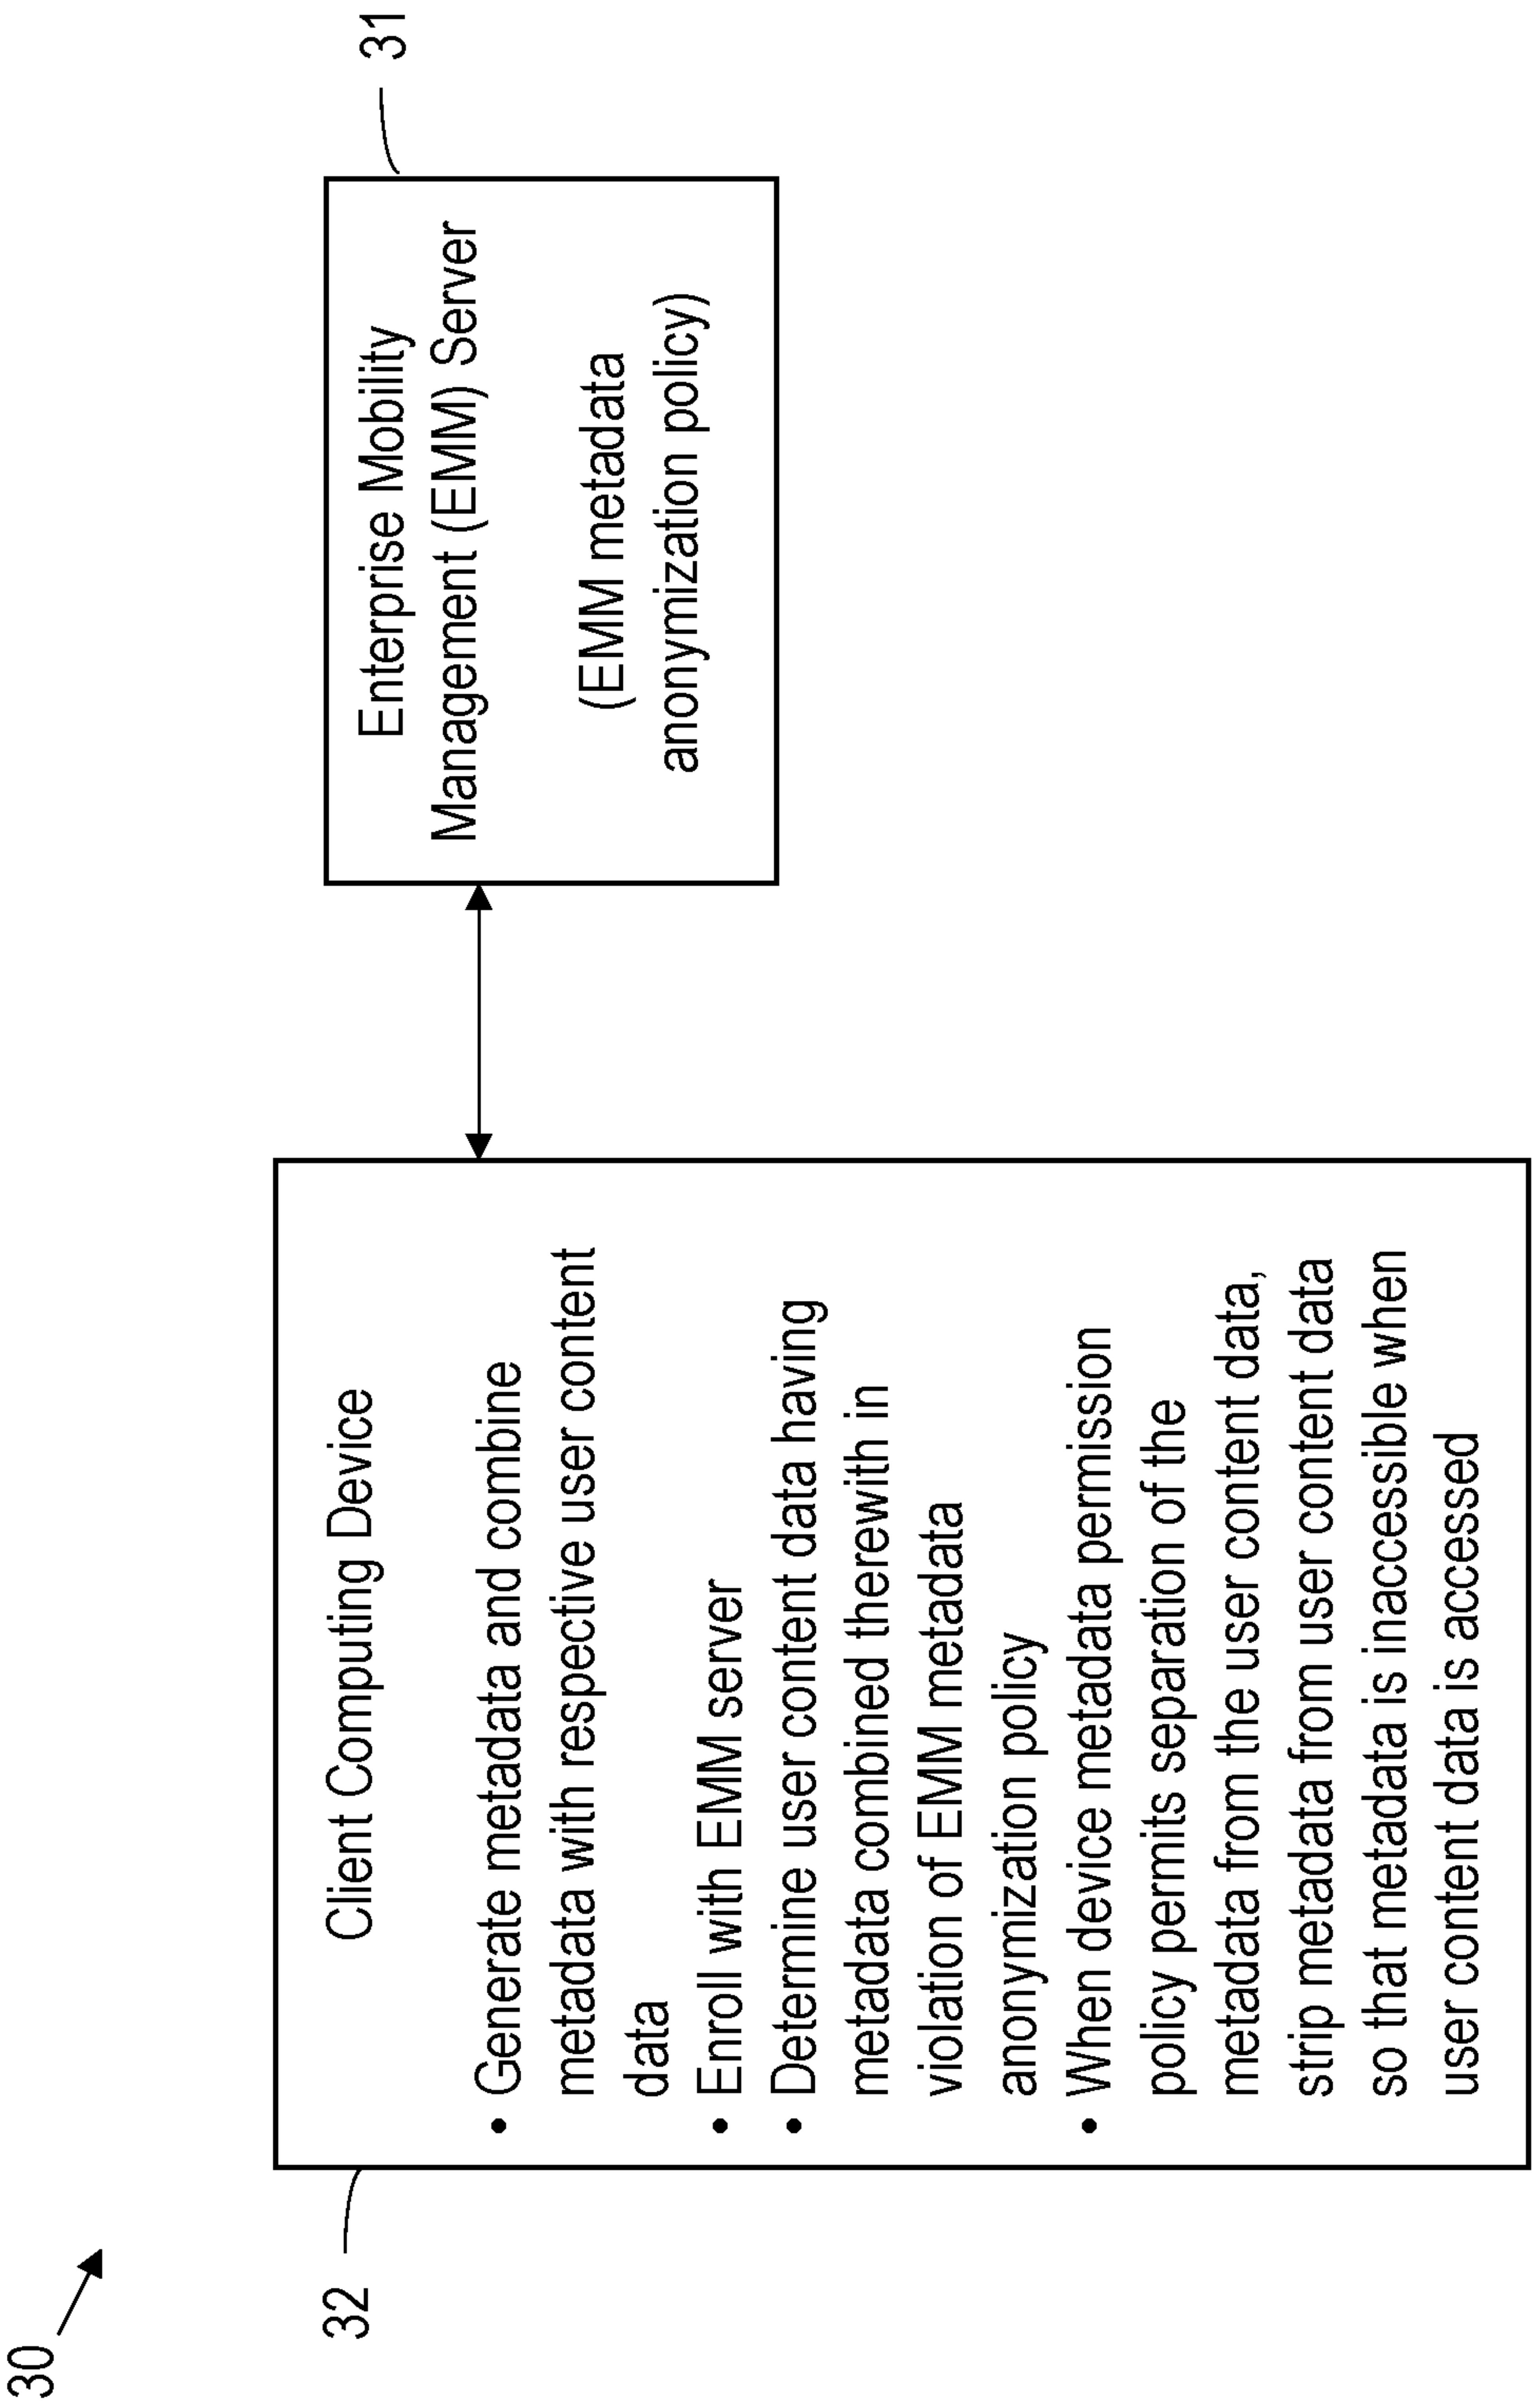 30
32
Client Computing Device
• Generate metadata and combine
metadata with respective user content
data
• Enroll with EMM server
• Determine user content data having
metadata combined therewith in
violation of EMM metadata
anonymization policy
• When device metadata permission
policy permits separation of the
metadata from the user content data,
strip metadata from user content data
so that metadata is inaccessible when
user content data is accessed
31
Enterprise Mobility
Management (EMM) Server
(EMM metadata
anonymization policy)